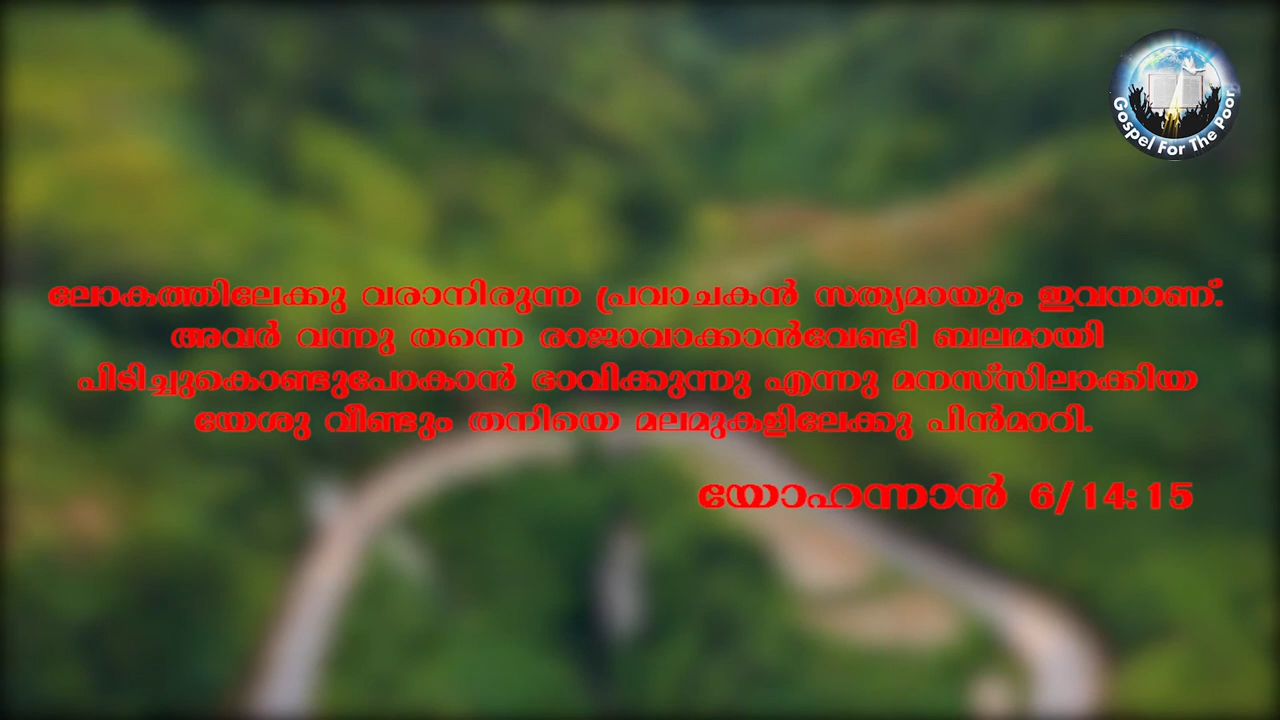 Gospel For The Poor
ലോകത്തിലേക്കു വരാനിരുന്ന പ്രവാചകൻ സത്യമായും ഇവനാണ്.
അവർ വന്നു തന്നെ രാജാവാക്കാൻവേണ്ടി ബലമായി
പിടിച്ചുകൊണ്ടുപോകാൻ ഭാവിക്കുന്നു എന്നു മനസ്സിലാക്കിയ
യേശു വീണ്ടും തനിയെ മലമുകളിലേക്കു പിൻമാറി.
യോഹന്നാൻ 6/14:15